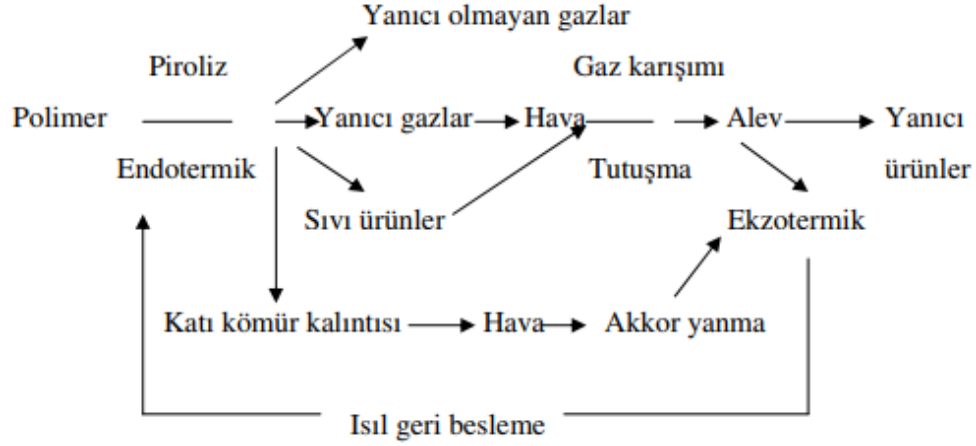 Yanıcı olmayan gazlar
Piroliz Gaz karışımı
Polimer Yanıcı gazlar Hava Alev Yanıcı
Endotermik Tutuşma ürünler
Sıvı ürünler Ekzotermik
Katı kömür kalıntısı Hava Akkor yanma
Isıl geri besleme